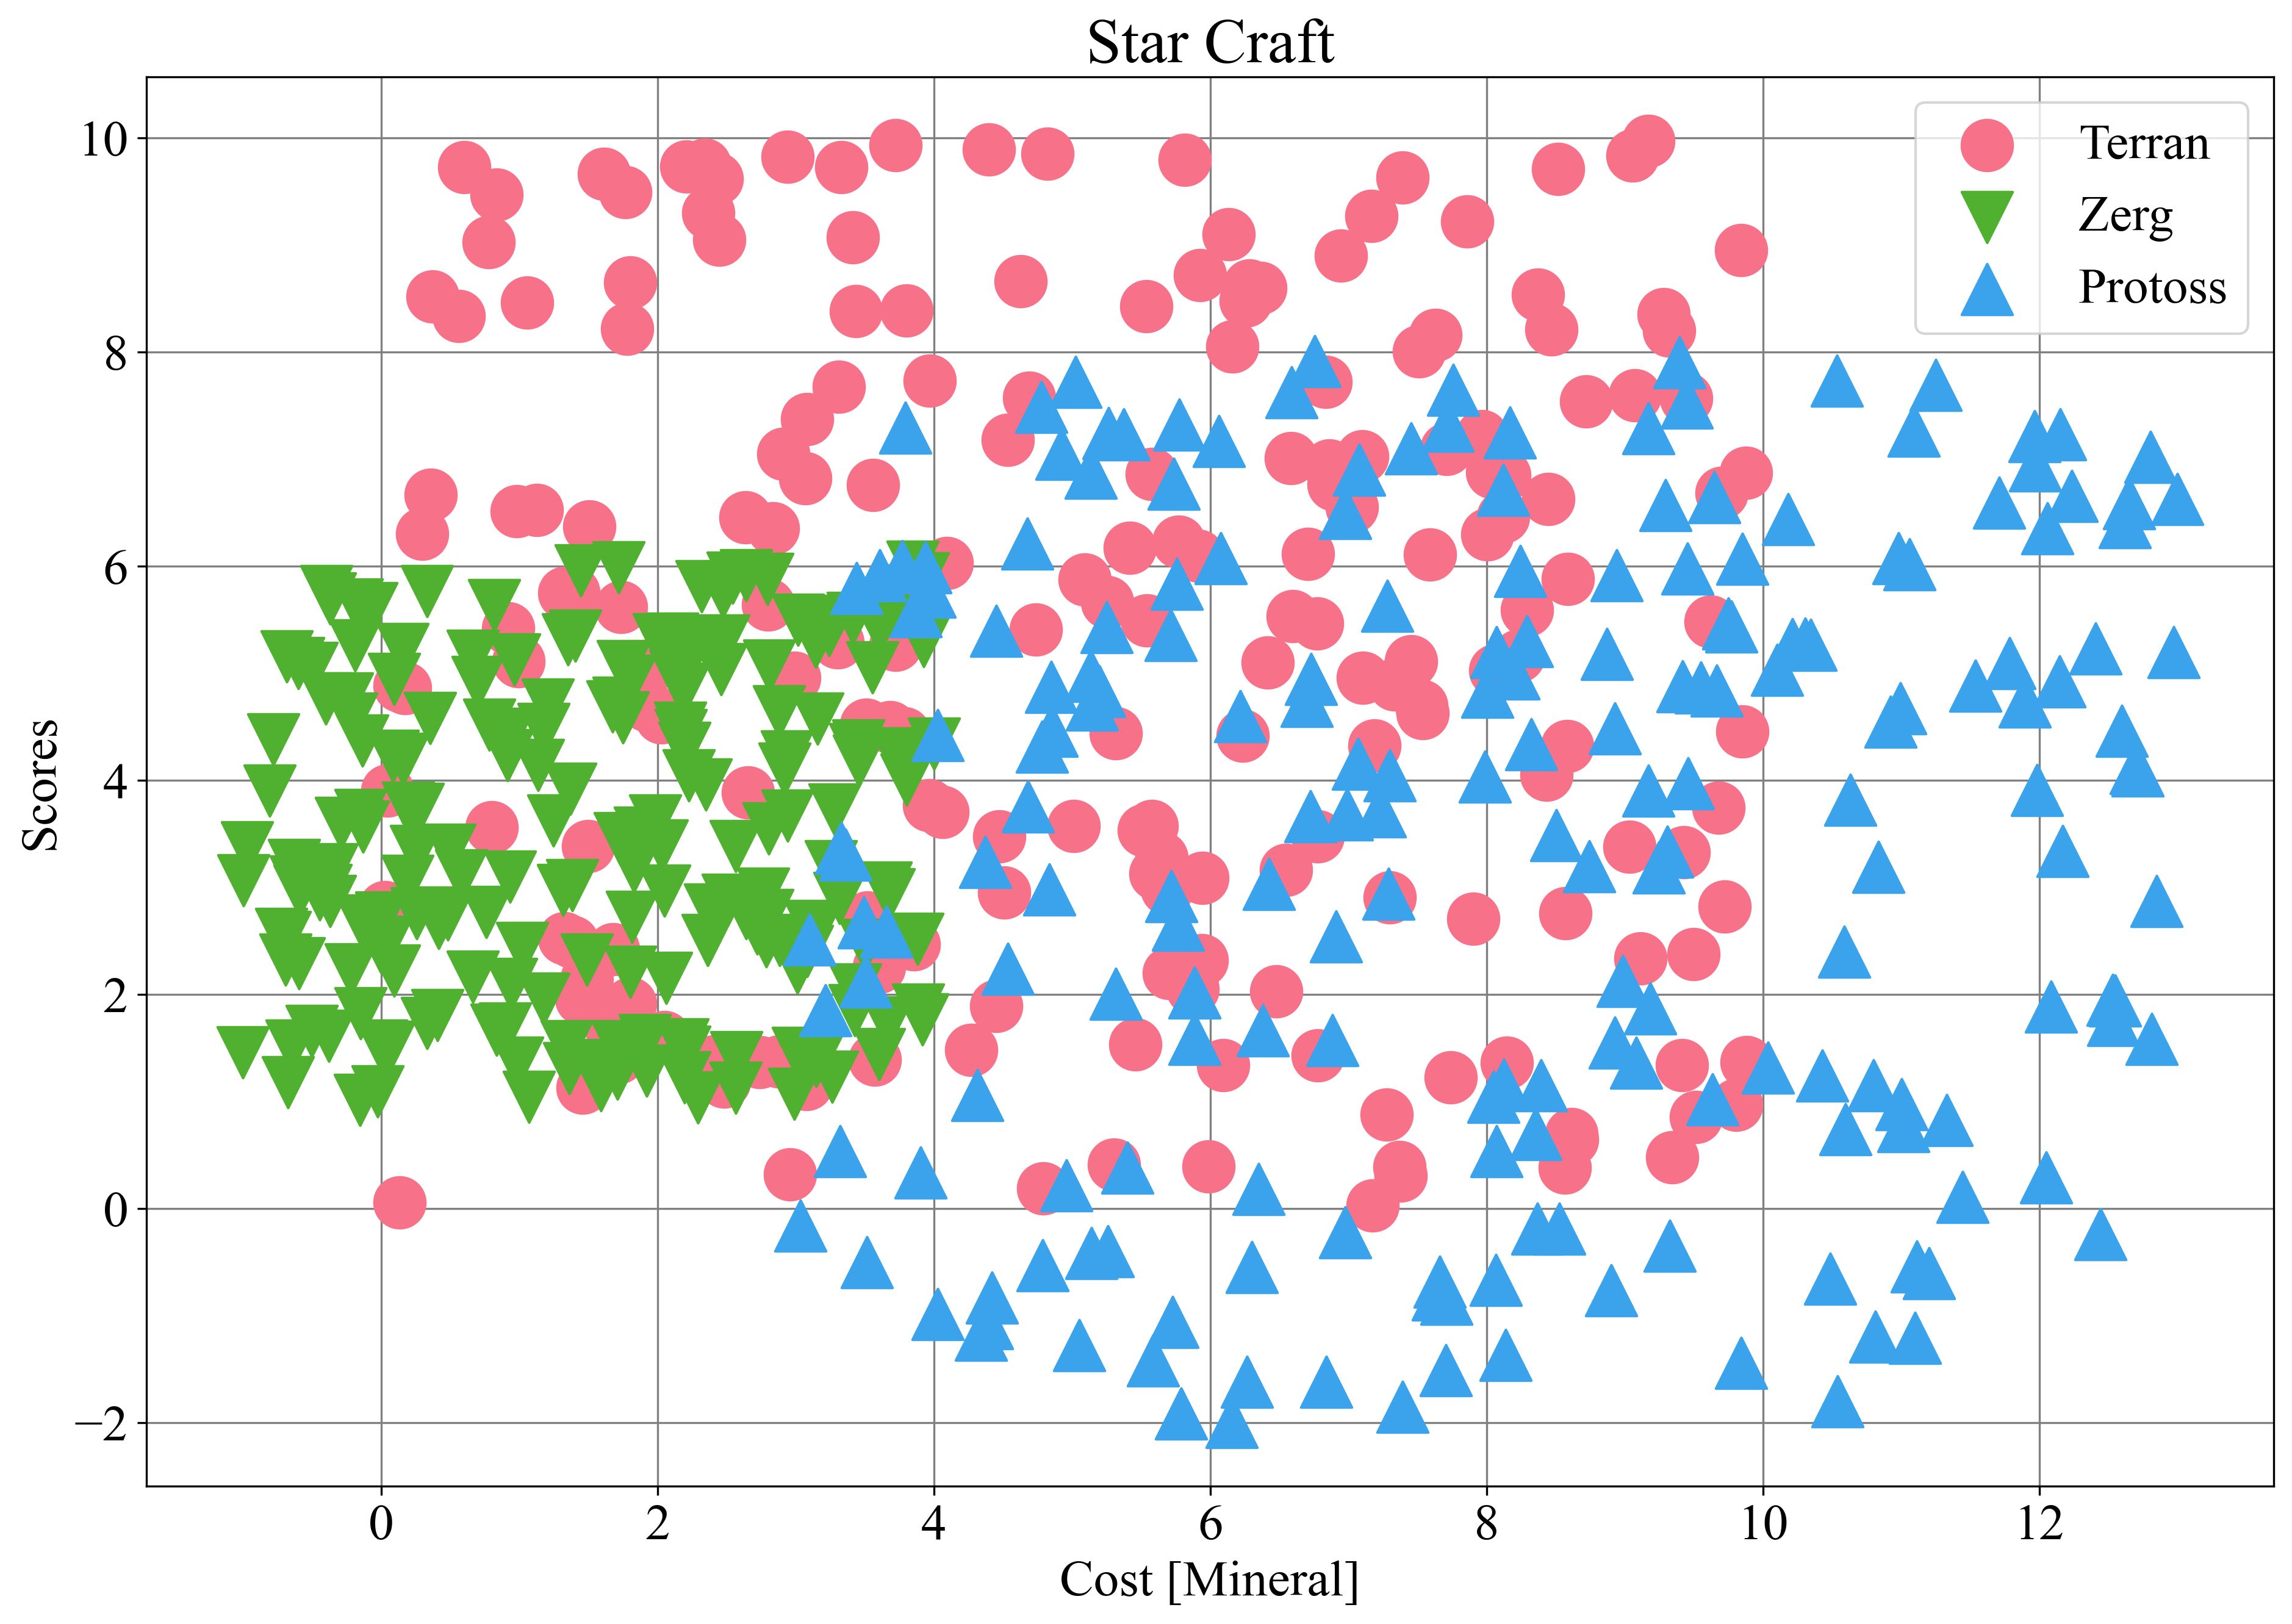 Star Craft
Terran
Zerg
Protoss
Scores
10
8
6
4
2
0
−2
0 2 4 6 8 10 12
Cost [Mineral]